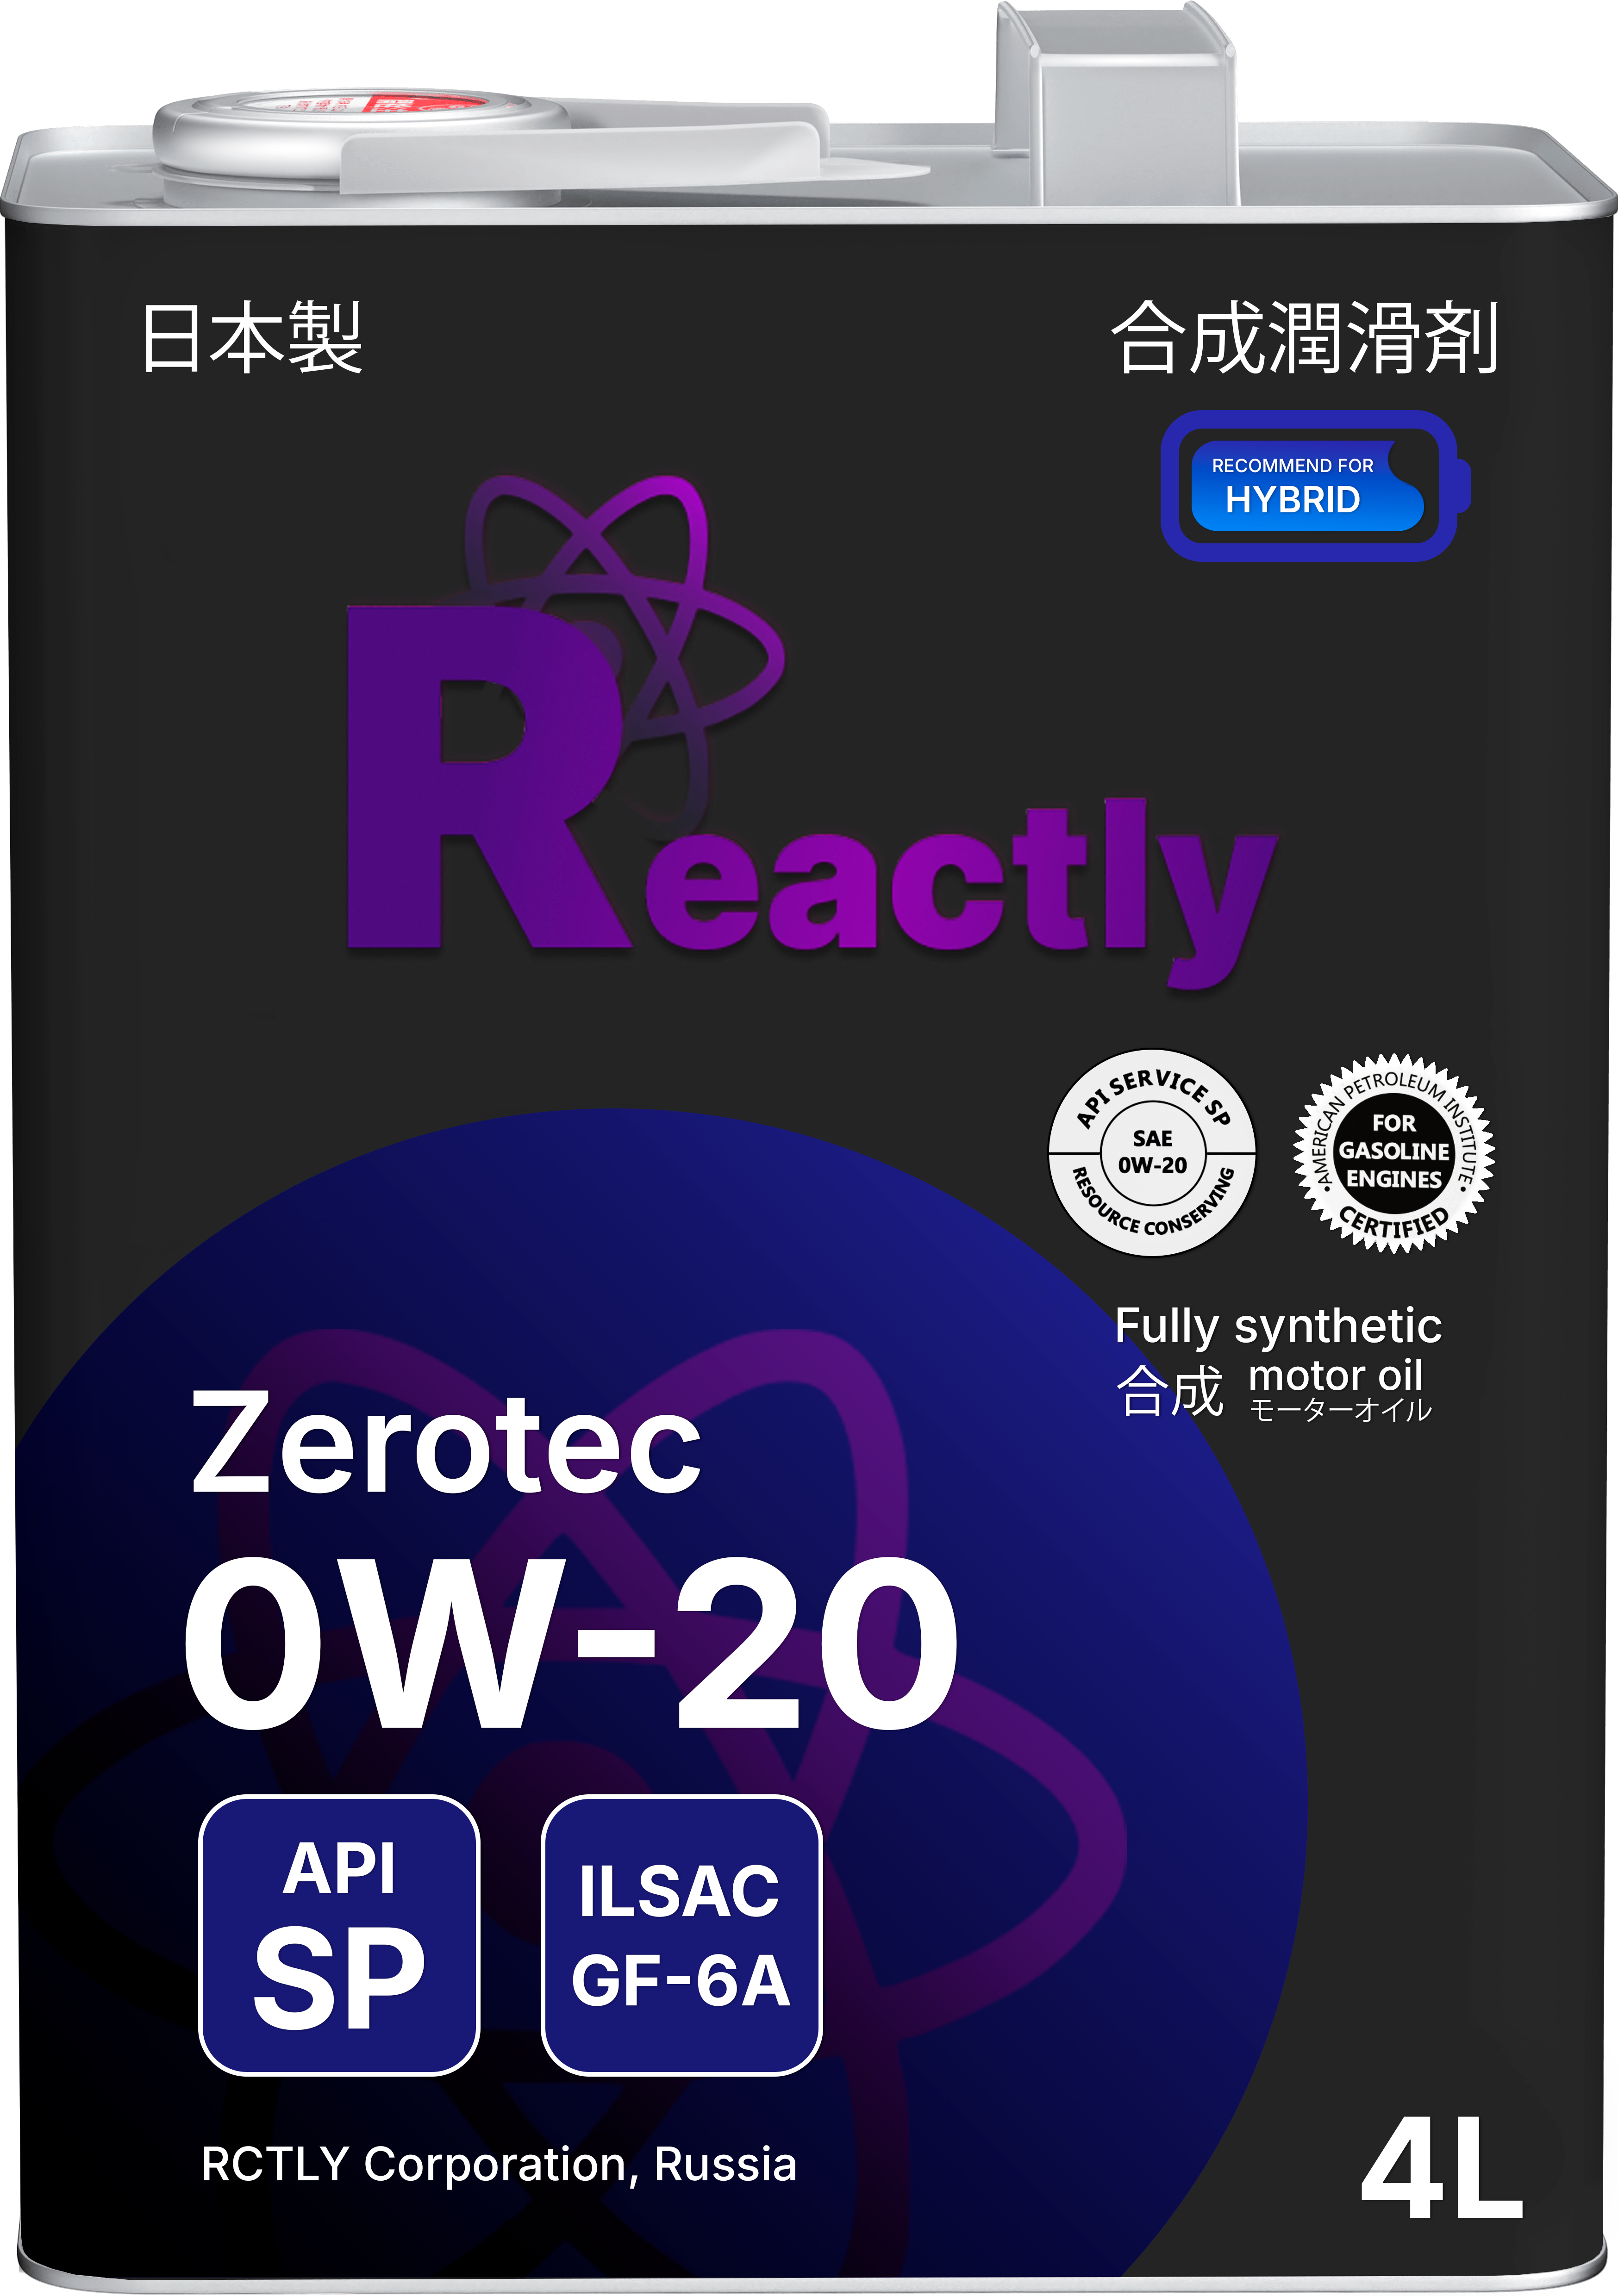 日本製
合成潤滑剤
RECOMMEND FOR
HYBRID
Reactly
API SERVICE SP
SAE
0W-20
RESOURCE CONSERVING
AMERICAN PETROLEUM INSTITUTE
FOR
GASOLINE
ENGINES
CERTIFIED
Fully synthetic
合成 motor oil
モーターオイル
Zerotec
0W-20
API
SP
ILSAC
GF-6A
RCTLY Corporation, Russia
4L